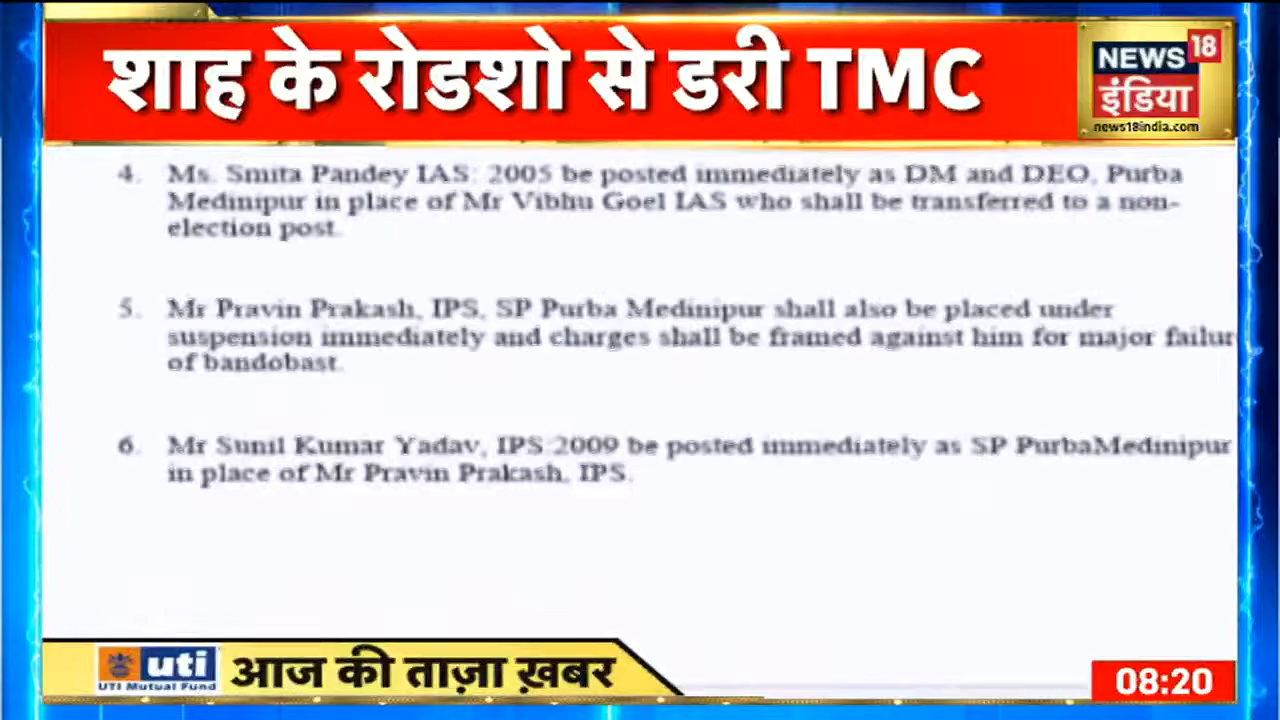 शाह के रोडशो से डरी TMC
NEWS 18
इंडिया
news18india.com
4. Ms. Smita Pandey IAS: 2005 be posted immediately as DM and DEO, Purba
Medinipur in place of Mr Vibhu Goel IAS who shall be transferred to a non-
election post.
5. Mr Pravin Prakash, IPS, SP Purba Medinipur shall also be placed under
suspension immediately and charges shall be framed against him for major failur
of bandobast.
6. Mr Sunil Kumar Yadav, IPS:2009 be posted immediately as SP PurbaMedinipur
in place of Mr Pravin Prakash, IPS.
uti
UTI Mutual Fund
आज की ताज़ा ख़बर
08:20